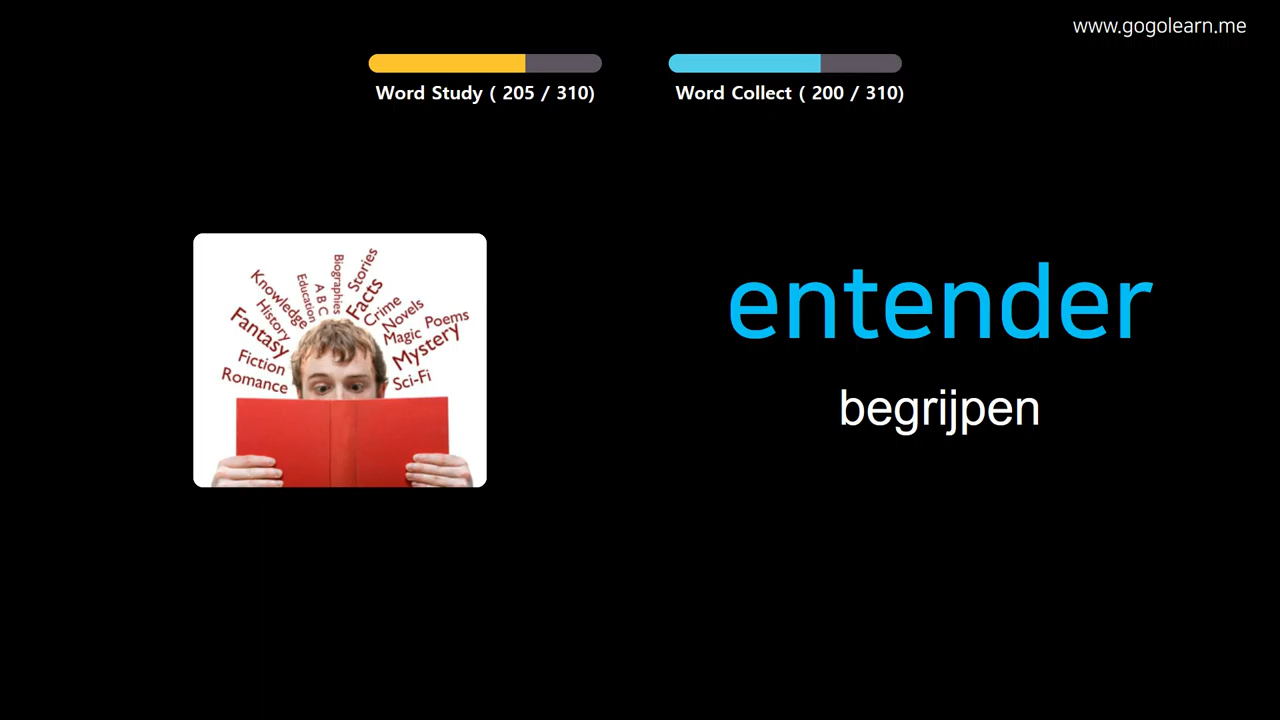 www.gogolearn.me
Word Study ( 205 / 310)
Word Collect ( 200 / 310)
Knowledge
History
Fantasy
Fiction
Romance
Education
A B C
Biographies
Stories
Facts
Crime
Novels
Magic
Poems
Mystery
Sci-Fi
entender
begrijpen